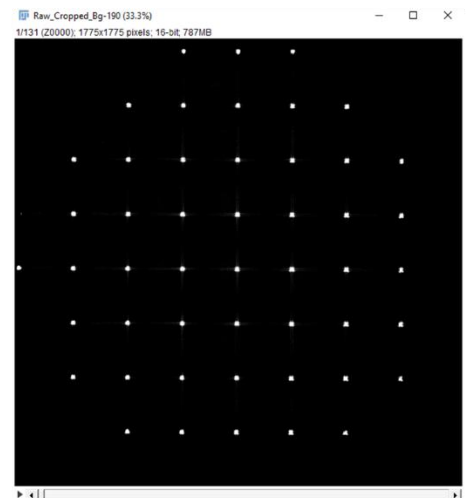 Raw_Cropped_Bg-190 (33.3%)
1/131 (Z0000); 1775x1775 pixels; 16-bit; 787MB